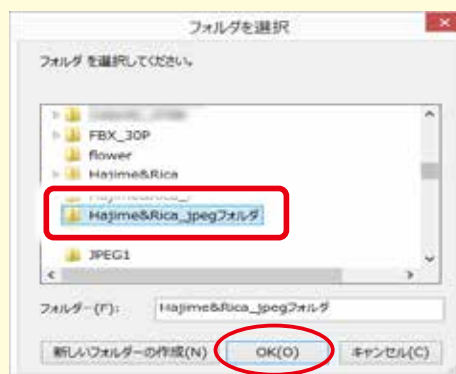 フォルダを選択
フォルダ を選択してください。
FBX_30P
flower
Hajime&Rica
Hajime&Rica_jpegフォルダ
JPEG1
フォルダー(F):
Hajime&Rica_jpegフォルダ
新しいフォルダーの作成(N)
OK(O)
キャンセル(C)